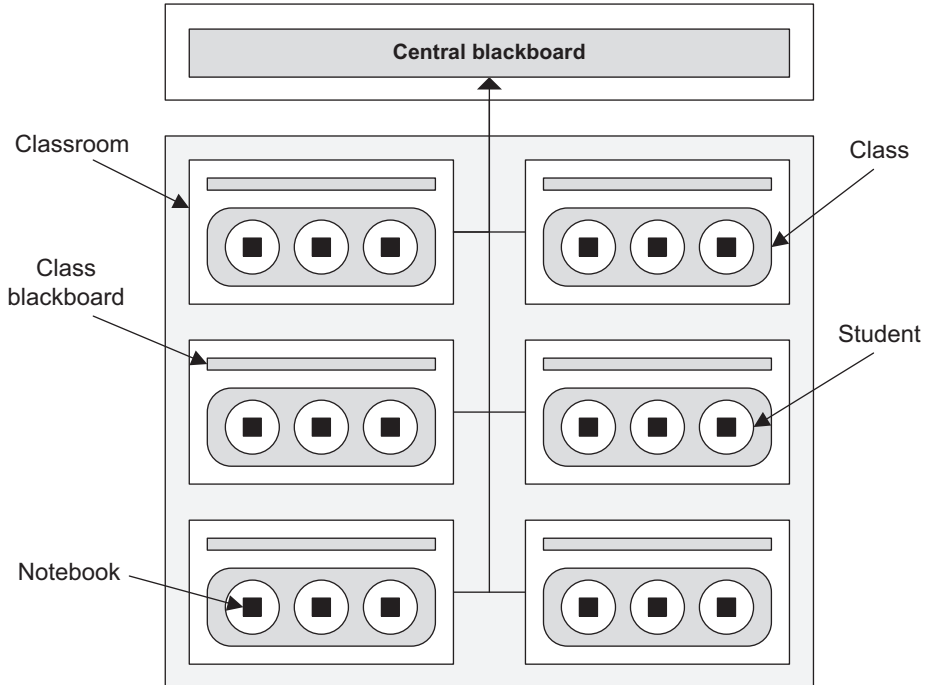 Central blackboard
Classroom
Class
Class
blackboard
Student
Notebook